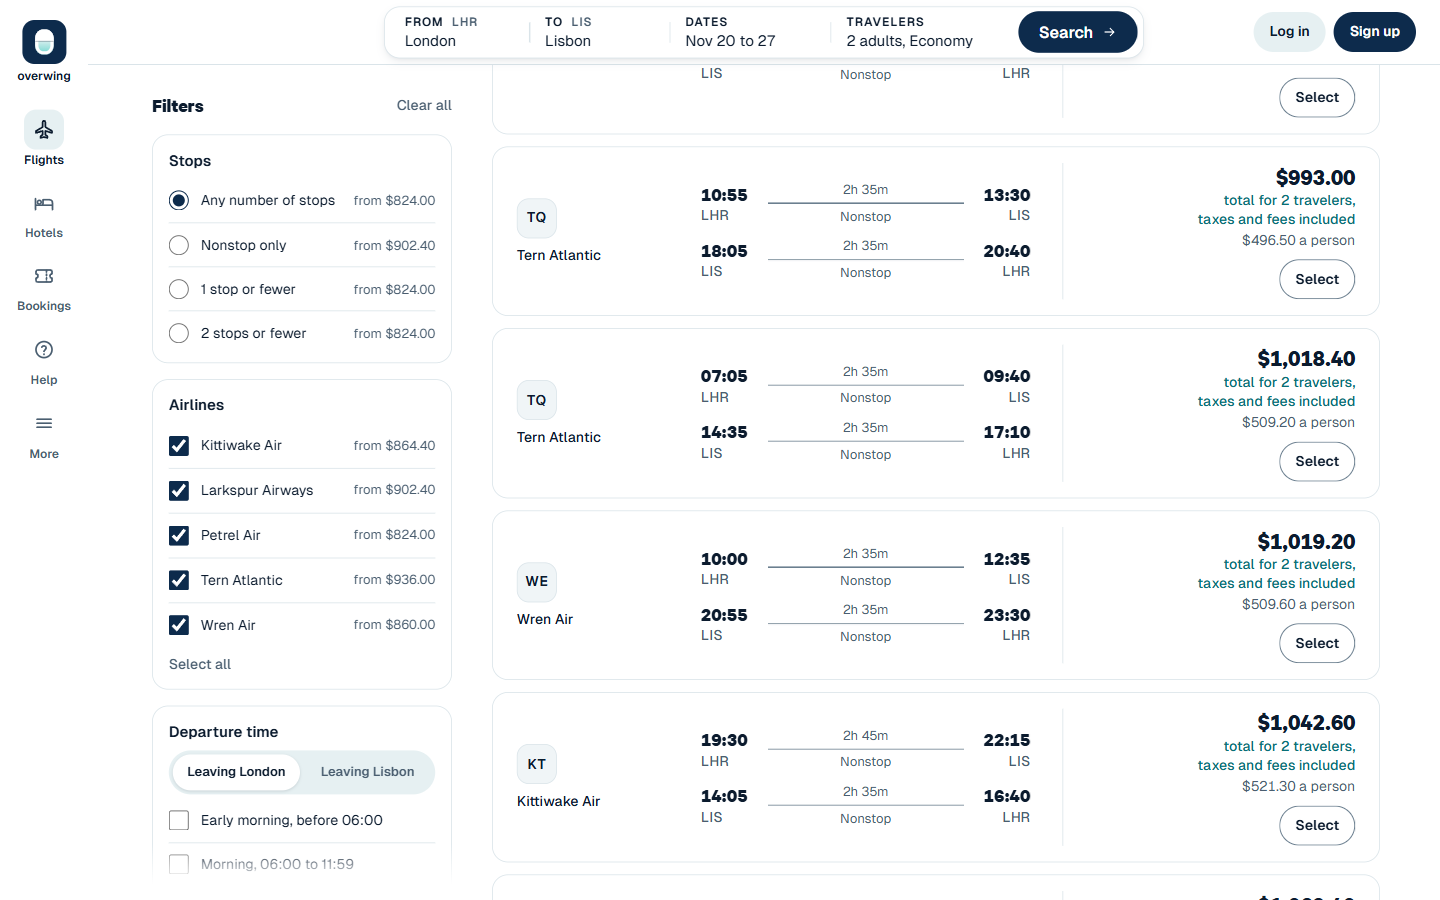 overwing
Flights
Hotels
Bookings
Help
More
FROM LHR
London
TO LIS
Lisbon
DATES
Nov 20 to 27
TRAVELERS
2 adults, Economy
Search →
Log in
Sign up
Filters
Clear all
Stops
Any number of stops from $824.00
Nonstop only from $902.40
1 stop or fewer from $824.00
2 stops or fewer from $824.00
Airlines
Kittiwake Air from $864.40
Larkspur Airways from $902.40
Petrel Air from $824.00
Tern Atlantic from $936.00
Wren Air from $860.00
Select all
Departure time
Leaving London Leaving Lisbon
Early morning, before 06:00
Morning, 06:00 to 11:59
LIS Nonstop LHR
Select
TQ
Tern Atlantic
10:55 2h 35m 13:30
LHR Nonstop LIS
18:05 2h 35m 20:40
LIS Nonstop LHR
$993.00
total for 2 travelers,
taxes and fees included
$496.50 a person
Select
TQ
Tern Atlantic
07:05 2h 35m 09:40
LHR Nonstop LIS
14:35 2h 35m 17:10
LIS Nonstop LHR
$1,018.40
total for 2 travelers,
taxes and fees included
$509.20 a person
Select
WE
Wren Air
10:00 2h 35m 12:35
LHR Nonstop LIS
20:55 2h 35m 23:30
LIS Nonstop LHR
$1,019.20
total for 2 travelers,
taxes and fees included
$509.60 a person
Select
KT
Kittiwake Air
19:30 2h 45m 22:15
LHR Nonstop LIS
14:05 2h 35m 16:40
LIS Nonstop LHR
$1,042.60
total for 2 travelers,
taxes and fees included
$521.30 a person
Select